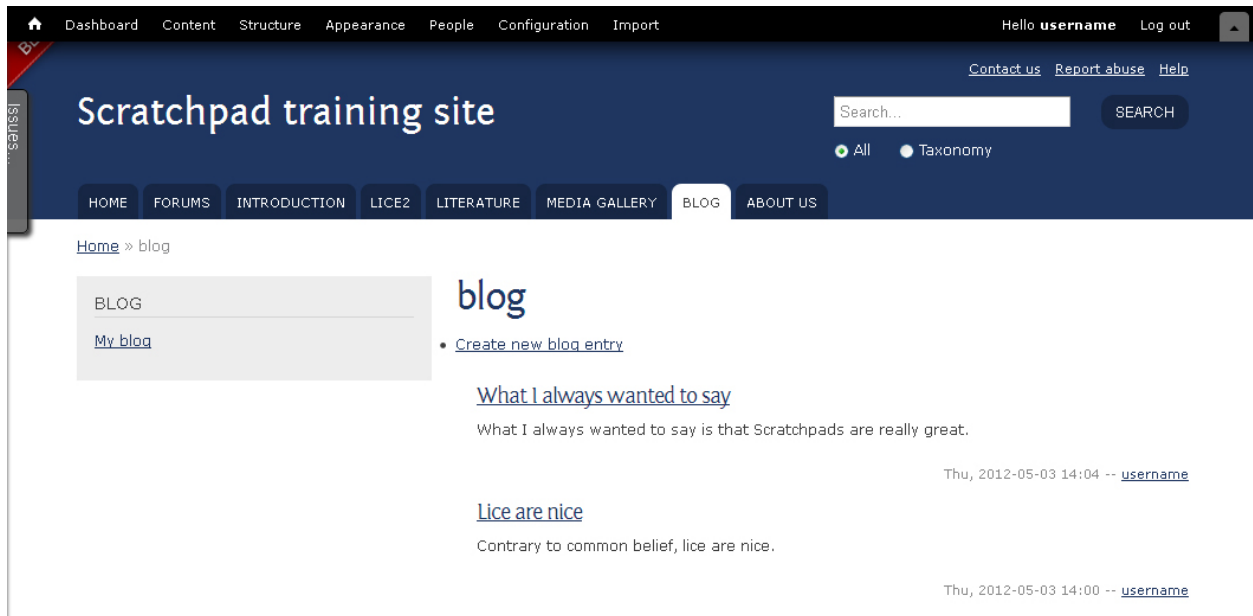 Dashboard Content Structure Appearance People Configuration Import Hello username Log out
Contact us Report abuse Help
Issues...
Scratchpad training site
Search... SEARCH
All Taxonomy
HOME FORUMS INTRODUCTION LICE2 LITERATURE MEDIA GALLERY BLOG ABOUT US
Home » blog
BLOG
My blog
blog
• Create new blog entry
What I always wanted to say
What I always wanted to say is that Scratchpads are really great.
Thu, 2012-05-03 14:04 -- username
Lice are nice
Contrary to common belief, lice are nice.
Thu, 2012-05-03 14:00 -- username